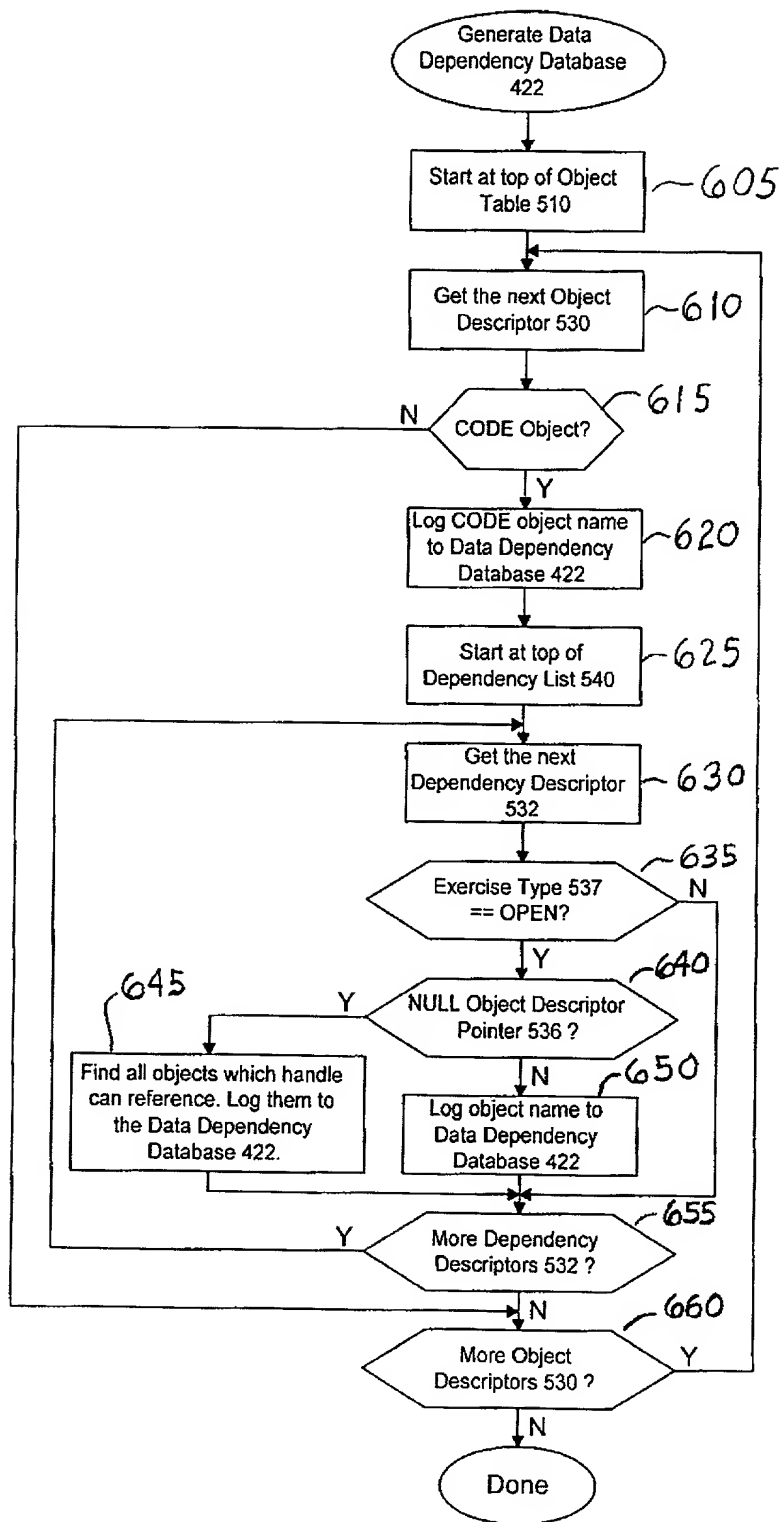 Generate Data
Dependency Database
422
Start at top of Object
Table 510
605
Get the next Object
Descriptor 530
610
615
N
CODE Object?
Y
Log CODE object name
to Data Dependency
Database 422
620
Start at top of
Dependency List 540
625
Get the next
Dependency Descriptor
532
630
635
Exercise Type 537
== OPEN?
N
Y
640
645
Y
NULL Object Descriptor
Pointer 536 ?
N
650
Find all objects which handle
can reference. Log them to
the Data Dependency
Database 422.
Log object name to
Data Dependency
Database 422
655
Y
More Dependency
Descriptors 532 ?
N
660
More Object
Descriptors 530 ?
Y
N
Done